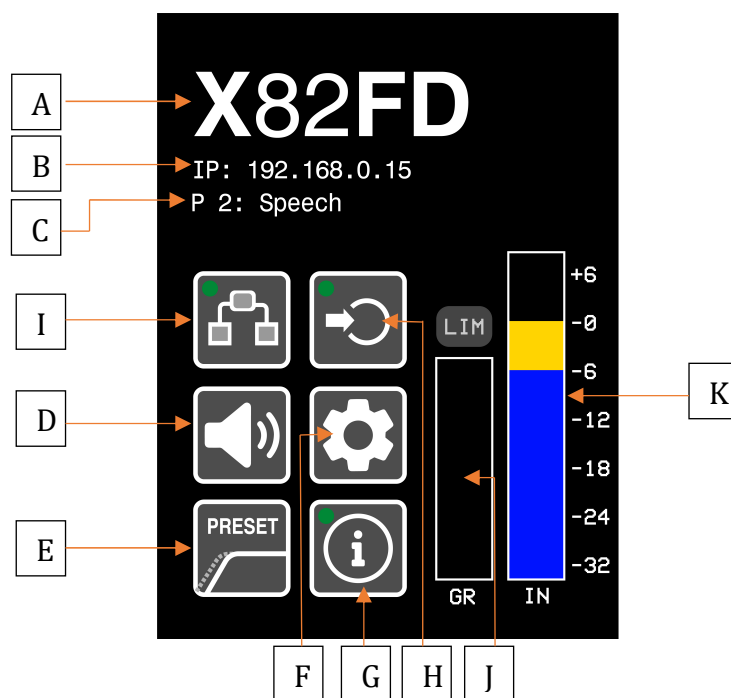 A
X82FD
B
IP: 192.168.0.15
C
P 2: Speech
+6
I
LIM
-0
-6
K
D
-12
-18
E
PRESET
-24
i
-32
GR
IN
F
G
H
J